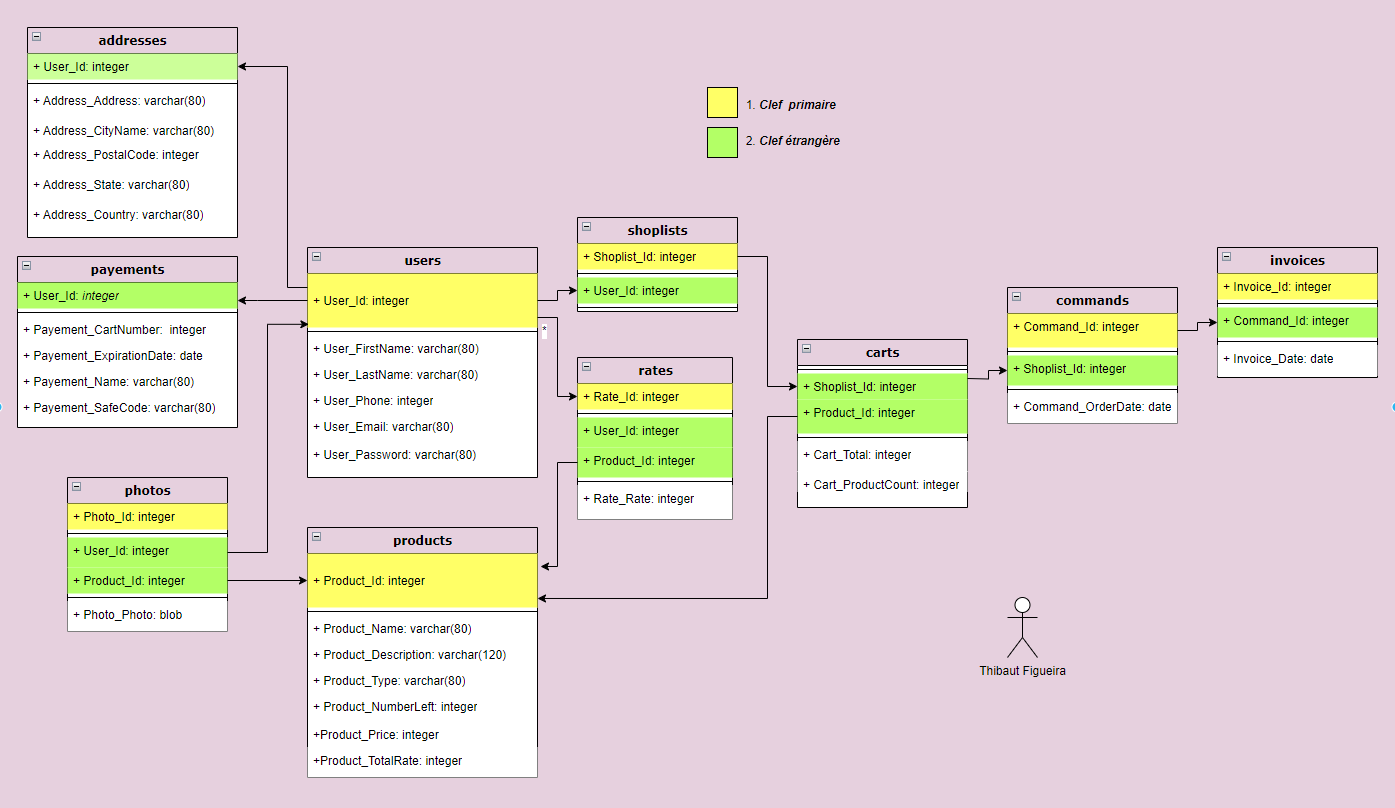 addresses
+ User_Id: integer
+ Address_Address: varchar(80)
+ Address_CityName: varchar(80)
+ Address_PostalCode: integer
+ Address_State: varchar(80)
+ Address_Country: varchar(80)
1. Clef primaire
2. Clef étrangère
payements
+ User_Id: integer
+ Payement_CartNumber: integer
+ Payement_ExpirationDate: date
+ Payement_Name: varchar(80)
+ Payement_SafeCode: varchar(80)
users
+ User_Id: integer
+ User_FirstName: varchar(80)
+ User_LastName: varchar(80)
+ User_Phone: integer
+ User_Email: varchar(80)
+ User_Password: varchar(80)
*
shoplists
+ Shoplist_Id: integer
+ User_Id: integer
rates
+ Rate_Id: integer
+ User_Id: integer
+ Product_Id: integer
+ Rate_Rate: integer
carts
+ Shoplist_Id: integer
+ Product_Id: integer
+ Cart_Total: integer
+ Cart_ProductCount: integer
commands
+ Command_Id: integer
+ Shoplist_Id: integer
+ Command_OrderDate: date
invoices
+ Invoice_Id: integer
+ Command_Id: integer
+ Invoice_Date: date
photos
+ Photo_Id: integer
+ User_Id: integer
+ Product_Id: integer
+ Photo_Photo: blob
products
+ Product_Id: integer
+ Product_Name: varchar(80)
+ Product_Description: varchar(120)
+ Product_Type: varchar(80)
+ Product_NumberLeft: integer
+Product_Price: integer
+Product_TotalRate: integer
Thibaut Figueira